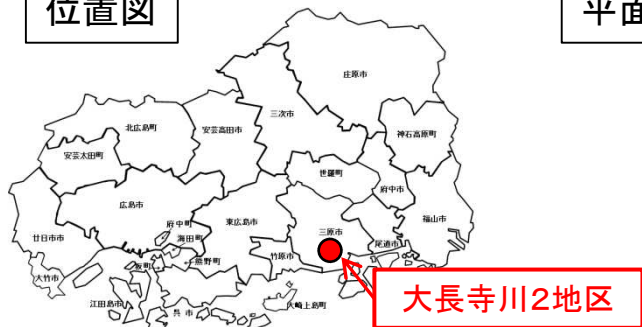 位置図
平面
庄原市
三次市
北広島町
安芸高田市
神石高原町
安芸太田町
世羅町
府中市
広島市
福山市
東広島市
三原市
府中町
廿日市市
海田町
尾道市
熊野町
竹原市
坂町
大竹市
江田島市
呉市
大崎上島町
大長寺川2地区